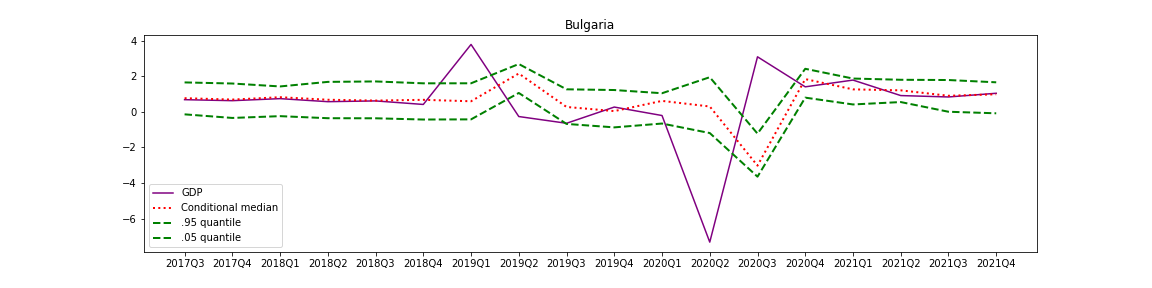 Bulgaria
4
2
0
−2
−4
−6
GDP
Conditional median
.95 quantile
.05 quantile
2017Q3 2017Q4 2018Q1 2018Q2 2018Q3 2018Q4 2019Q1 2019Q2 2019Q3 2019Q4 2020Q1 2020Q2 2020Q3 2020Q4 2021Q1 2021Q2 2021Q3 2021Q4